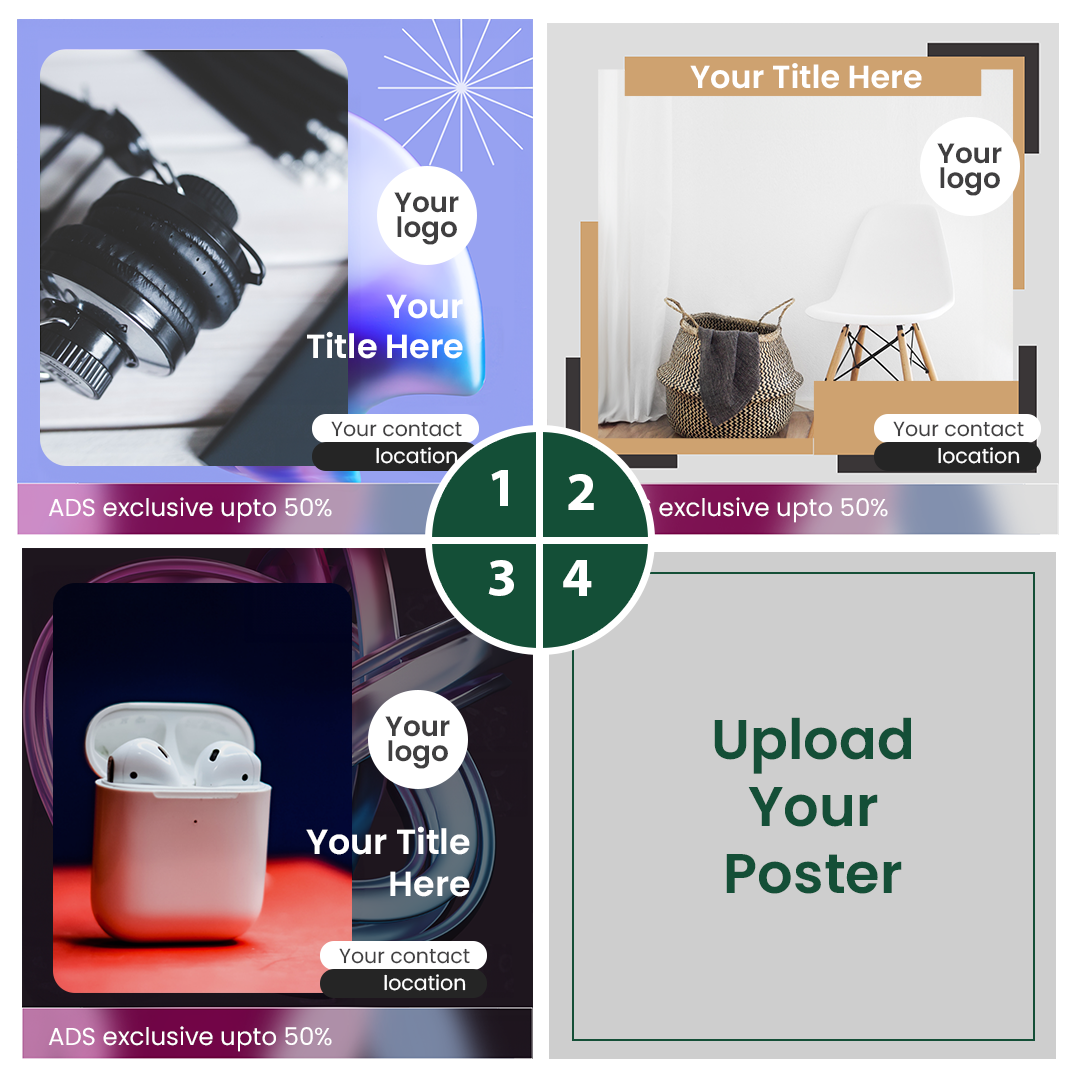 Your
logo
Your
Title Here
Your contact
location
ADS exclusive upto 50%
Your Title Here
Your
logo
Your contact
location
exclusive upto 50%
1
2
3
4
Your
logo
Your Title
Here
Your contact
location
ADS exclusive upto 50%
Upload
Your
Poster